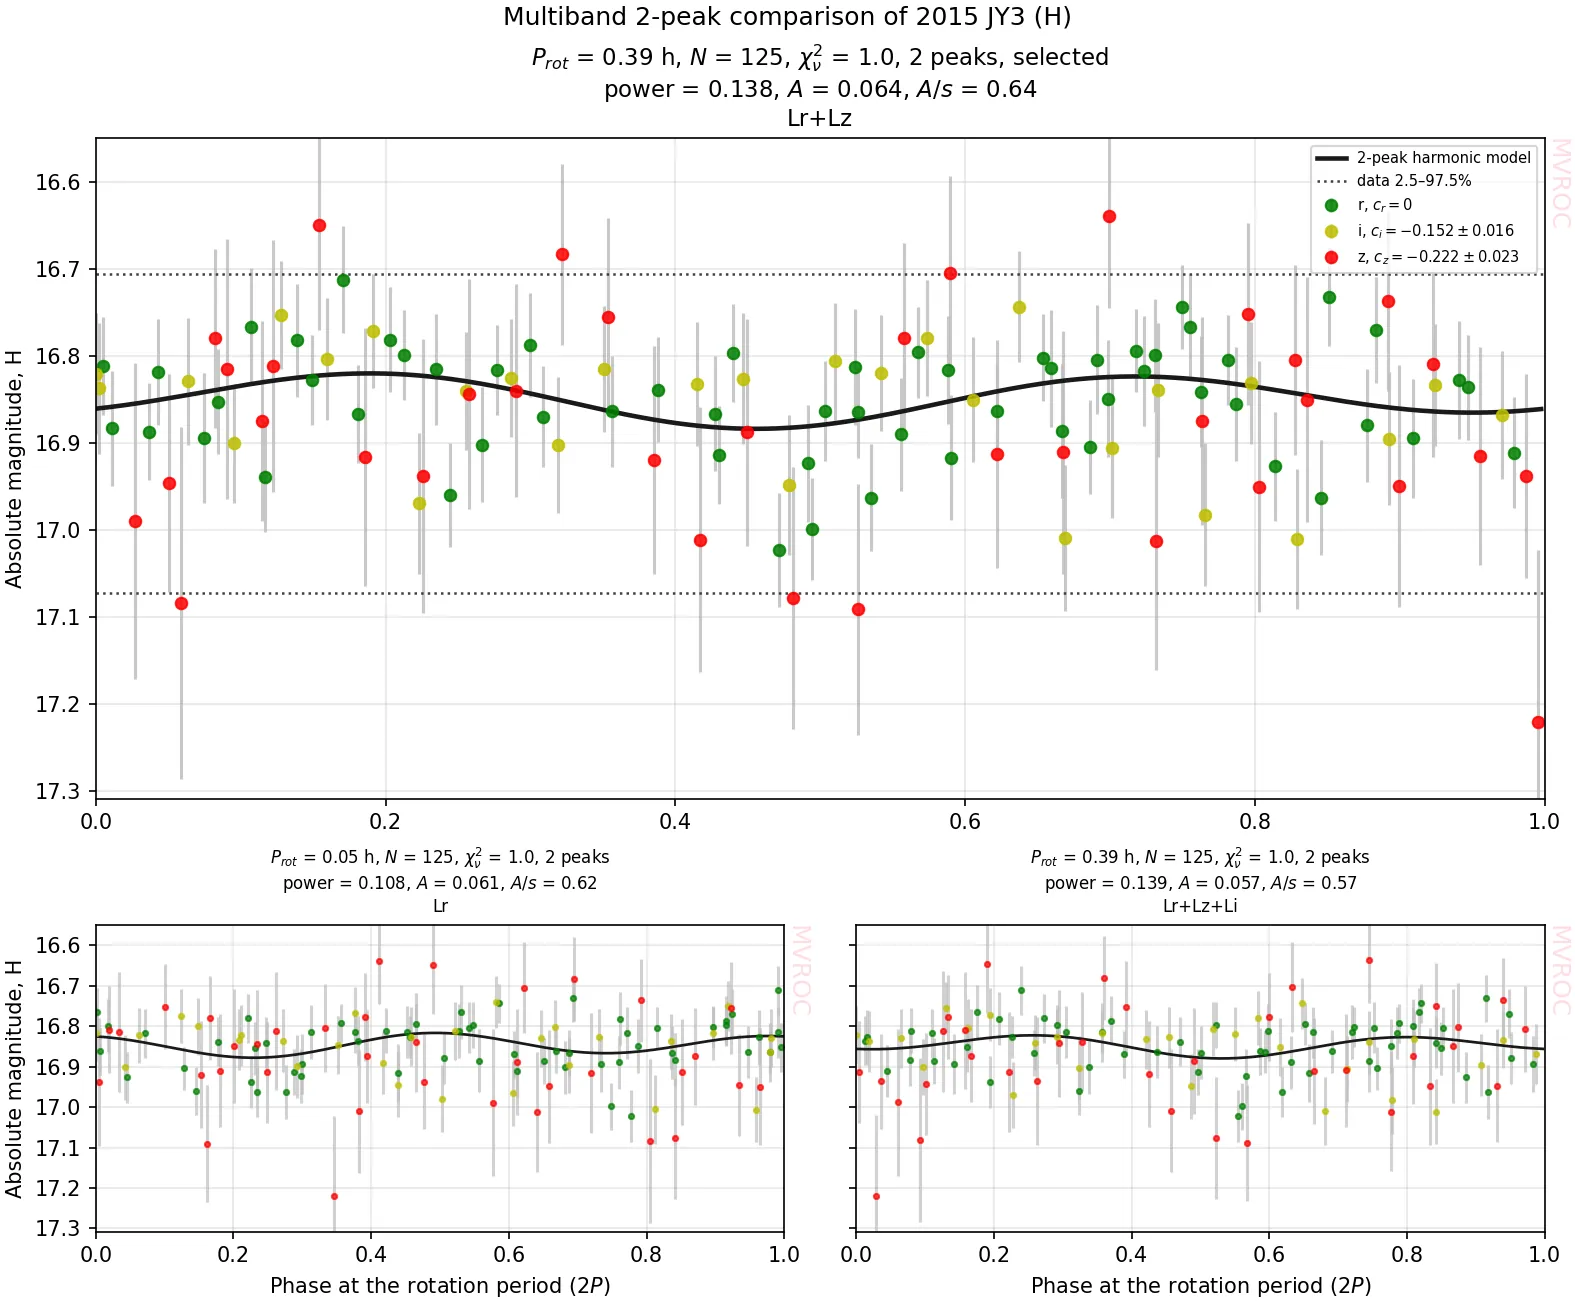 Multiband 2-peak comparison of 2015 JY3 (H)
P_rot = 0.39 h, N = 125, χ²_ν = 1.0, 2 peaks, selected
power = 0.138, A = 0.064, A/s = 0.64
Lr+Lz
2-peak harmonic model
data 2.5–97.5%
r, c_r = 0
i, c_i = −0.152 ± 0.016
z, c_z = −0.222 ± 0.023
MVROC
Absolute magnitude, H
16.6
16.7
16.8
16.9
17.0
17.1
17.2
17.3
0.0 0.2 0.4 0.6 0.8 1.0
P_rot = 0.05 h, N = 125, χ²_ν = 1.0, 2 peaks
power = 0.108, A = 0.061, A/s = 0.62
Lr
MVROC
Absolute magnitude, H
16.6
16.7
16.8
16.9
17.0
17.1
17.2
17.3
0.0 0.2 0.4 0.6 0.8 1.0
Phase at the rotation period (2P)
P_rot = 0.39 h, N = 125, χ²_ν = 1.0, 2 peaks
power = 0.139, A = 0.057, A/s = 0.57
Lr+Lz+Li
MVROC
0.0 0.2 0.4 0.6 0.8 1.0
Phase at the rotation period (2P)